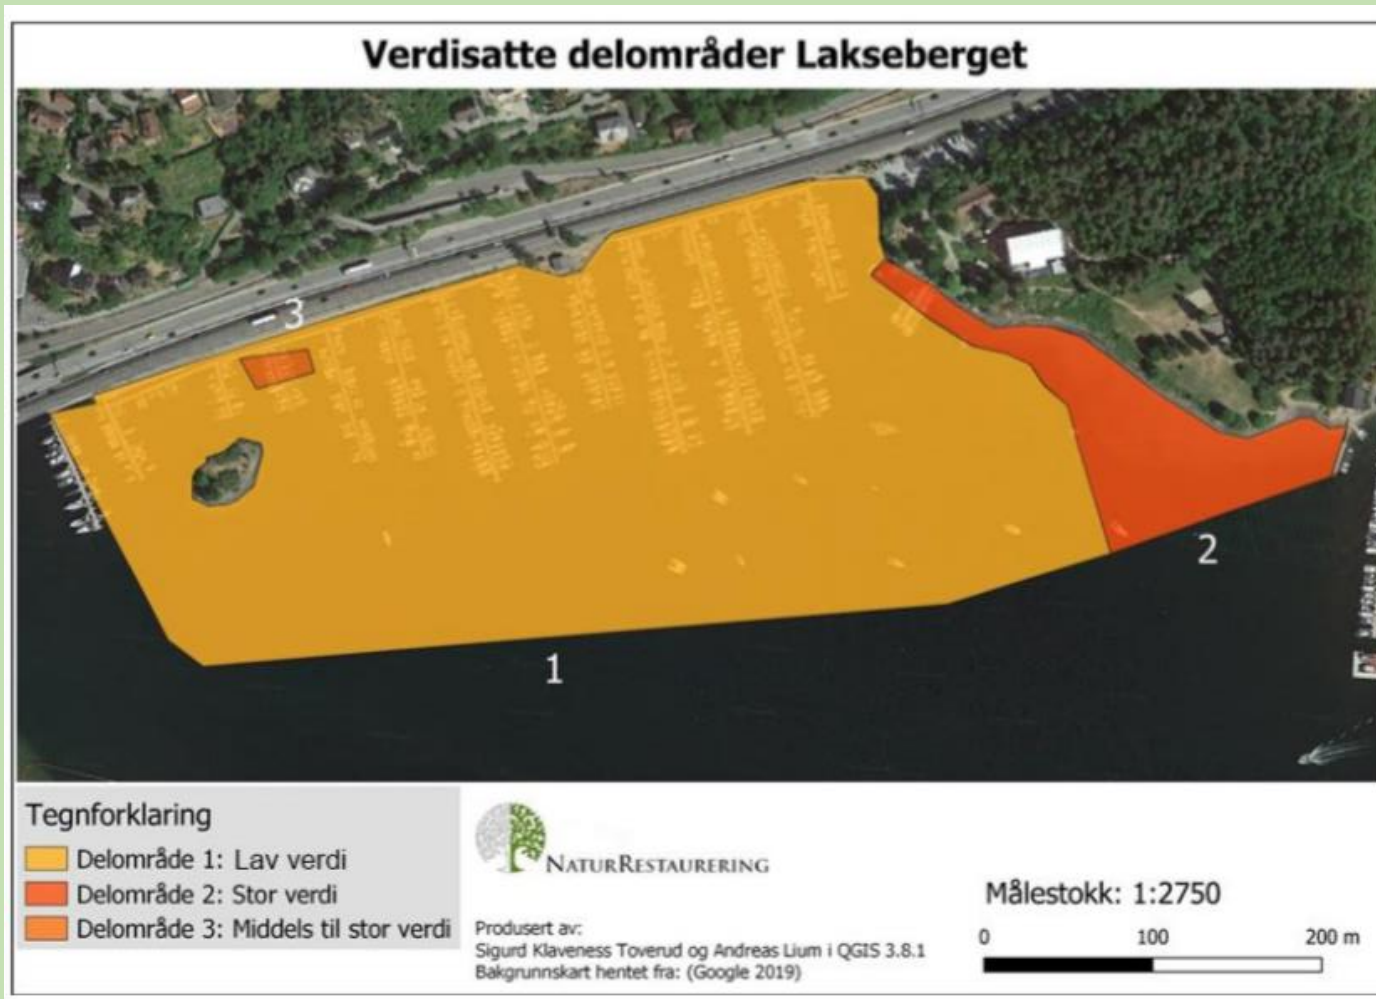 Verdisatte delområder Lakseberget
3
2
1
Tegnforklaring
Delområde 1: Lav verdi
Delområde 2: Stor verdi
Delområde 3: Middels til stor verdi
NATURRESTAURERING
Produsert av:
Sigurd Klaveness Toverud og Andreas Lium i QGIS 3.8.1
Bakgrunnskart hentet fra: (Google 2019)
Målestokk: 1:2750
0 100 200 m